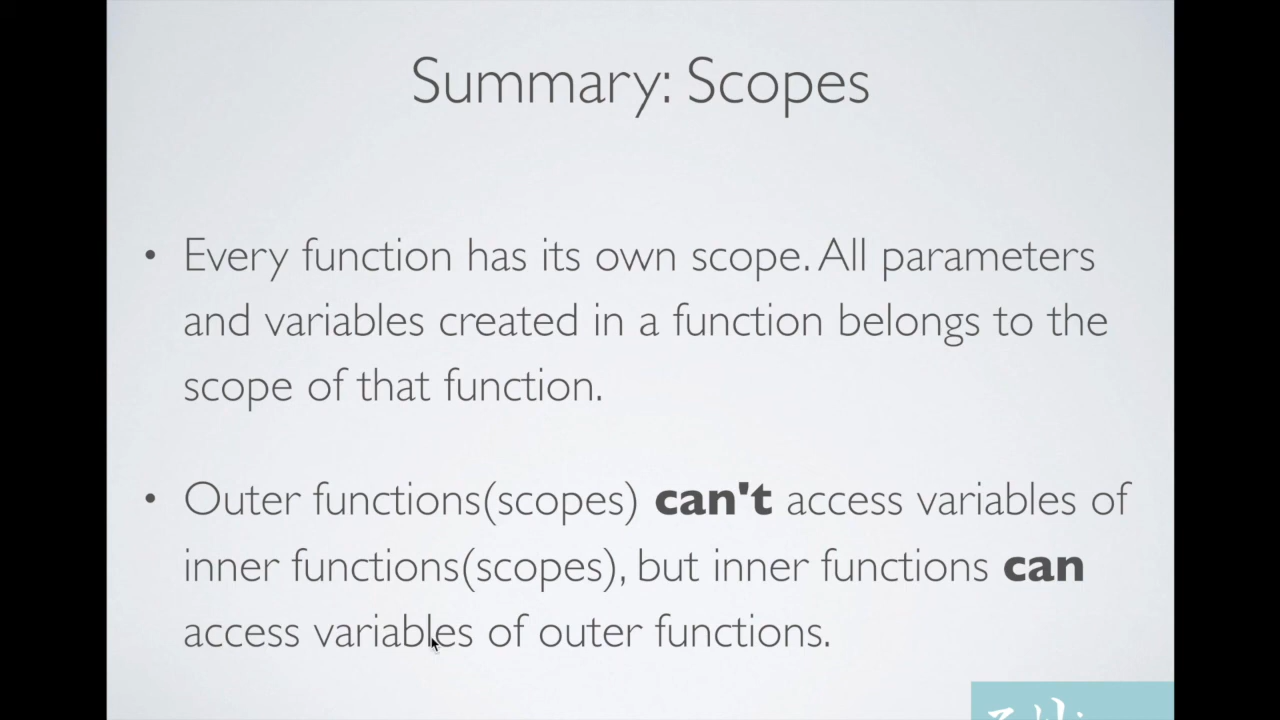 Summary: Scopes
• Every function has its own scope. All parameters
and variables created in a function belongs to the
scope of that function.
• Outer functions(scopes) can't access variables of
inner functions(scopes), but inner functions can
access variables of outer functions.